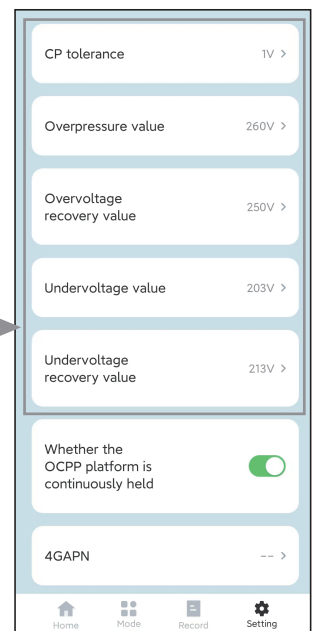 CP tolerance 1V >
Overpressure value 260V >
Overvoltage
recovery value 250V >
Undervoltage value 203V >
Undervoltage
recovery value 213V >
Whether the
OCPP platform is
continuously held
4GAPN -- >
Home Mode Record Setting